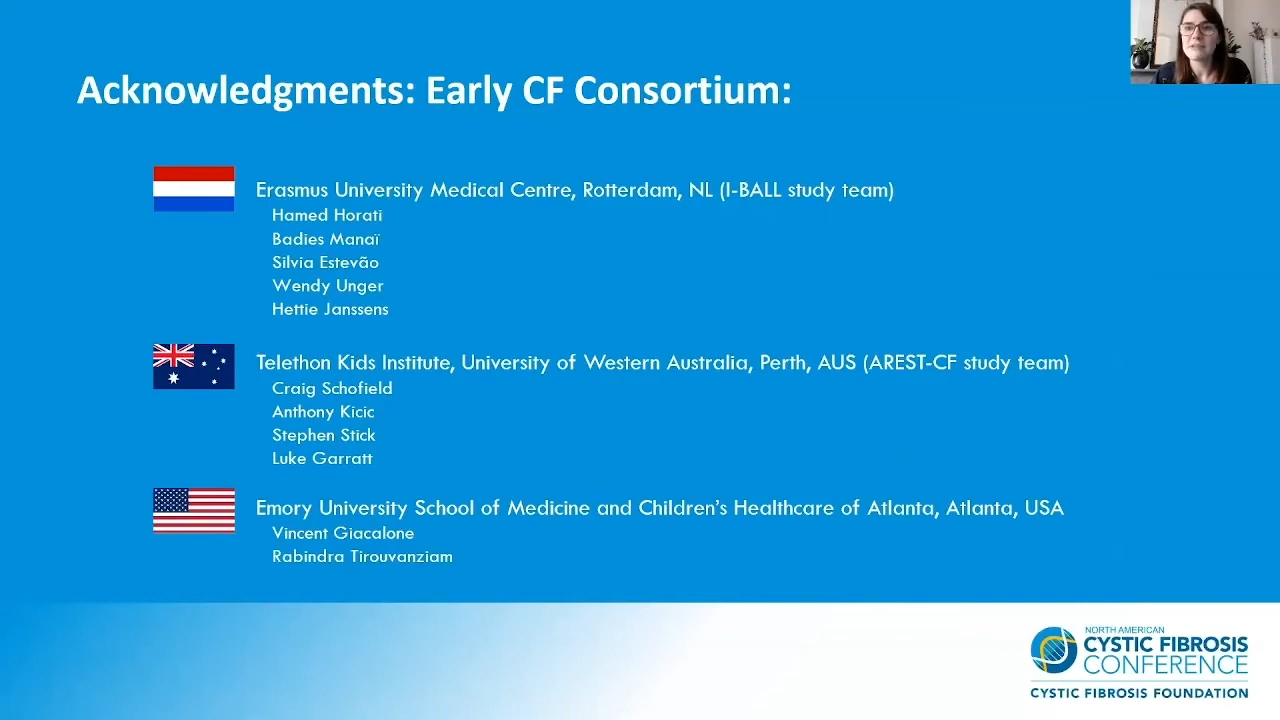 Acknowledgments: Early CF Consortium:
Erasmus University Medical Centre, Rotterdam, NL (I-BALL study team)
Hamed Horati
Badies Manaï
Silvia Estevão
Wendy Unger
Hettie Janssens
Telethon Kids Institute, University of Western Australia, Perth, AUS (AREST-CF study team)
Craig Schofield
Anthony Kicic
Stephen Stick
Luke Garratt
Emory University School of Medicine and Children's Healthcare of Atlanta, Atlanta, USA
Vincent Giacalone
Rabindra Tirouvanziam
NORTH AMERICAN
CYSTIC FIBROSIS
CONFERENCE
CYSTIC FIBROSIS FOUNDATION